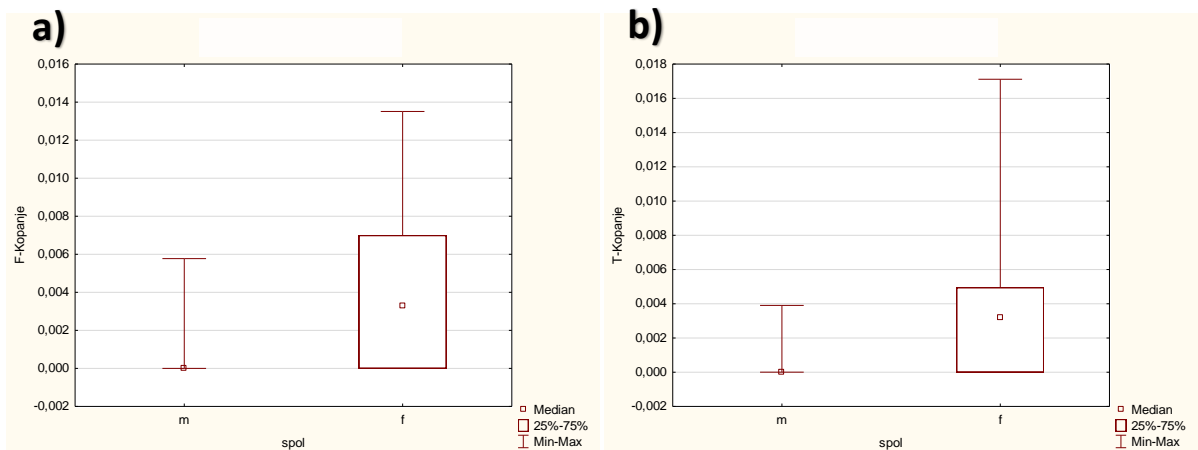 a)
0,016
0,014
0,012
0,010
0,008
0,006
0,004
0,002
0,000
-0,002
F-Kopanje
m
f
spol
Median
25%-75%
Min-Max
b)
0,018
0,016
0,014
0,012
0,010
0,008
0,006
0,004
0,002
0,000
-0,002
T-Kopanje
m
f
spol
Median
25%-75%
Min-Max